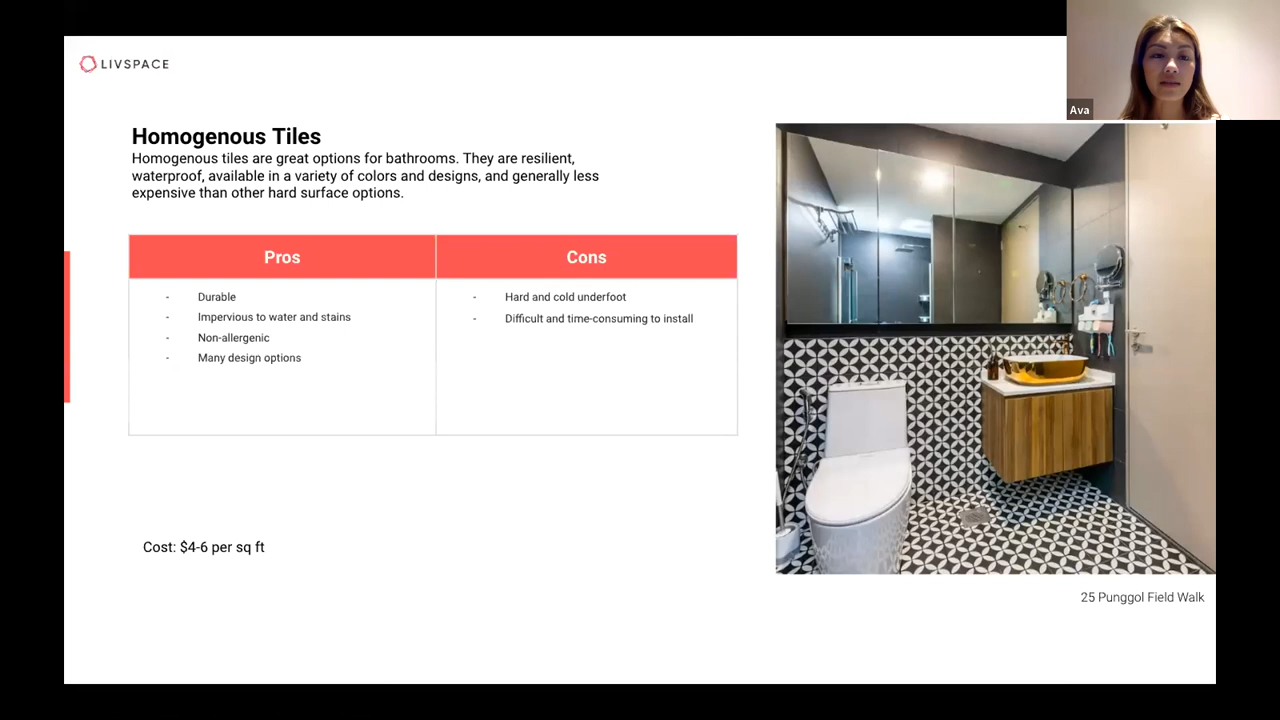 LIVSPACE
Ava
Homogenous Tiles
Homogenous tiles are great options for bathrooms. They are resilient,
waterproof, available in a variety of colors and designs, and generally less
expensive than other hard surface options.
Pros
Cons
- Durable
- Impervious to water and stains
- Non-allergenic
- Many design options
- Hard and cold underfoot
- Difficult and time-consuming to install
Cost: $4-6 per sq ft
25 Punggol Field Walk